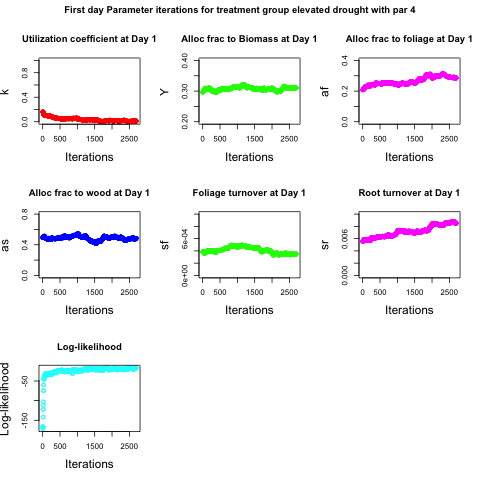 First day Parameter iterations for treatment group elevated drought with par 4
Utilization coefficient at Day 1
Alloc frac to Biomass at Day 1
Alloc frac to foliage at Day 1
k
0.0 0.4 0.8
0 500 1500 2500
Iterations
Y
0.20 0.30 0.40
0 500 1500 2500
Iterations
af
0.0 0.2 0.4
0 500 1500 2500
Iterations
Alloc frac to wood at Day 1
Foliage turnover at Day 1
Root turnover at Day 1
as
0.0 0.4 0.8
0 500 1500 2500
Iterations
sf
0e+00 6e-04
0 500 1500 2500
Iterations
sr
0.000 0.006
0 500 1500 2500
Iterations
Log-likelihood
Log-likelihood
-150 -50
0 500 1500 2500
Iterations